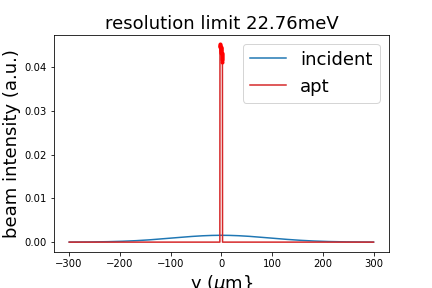 resolution limit 22.76meV
beam intensity (a.u.)
0.04
0.03
0.02
0.01
0.00
incident
apt
−300
−200
−100
0
100
200
300
y (μm}